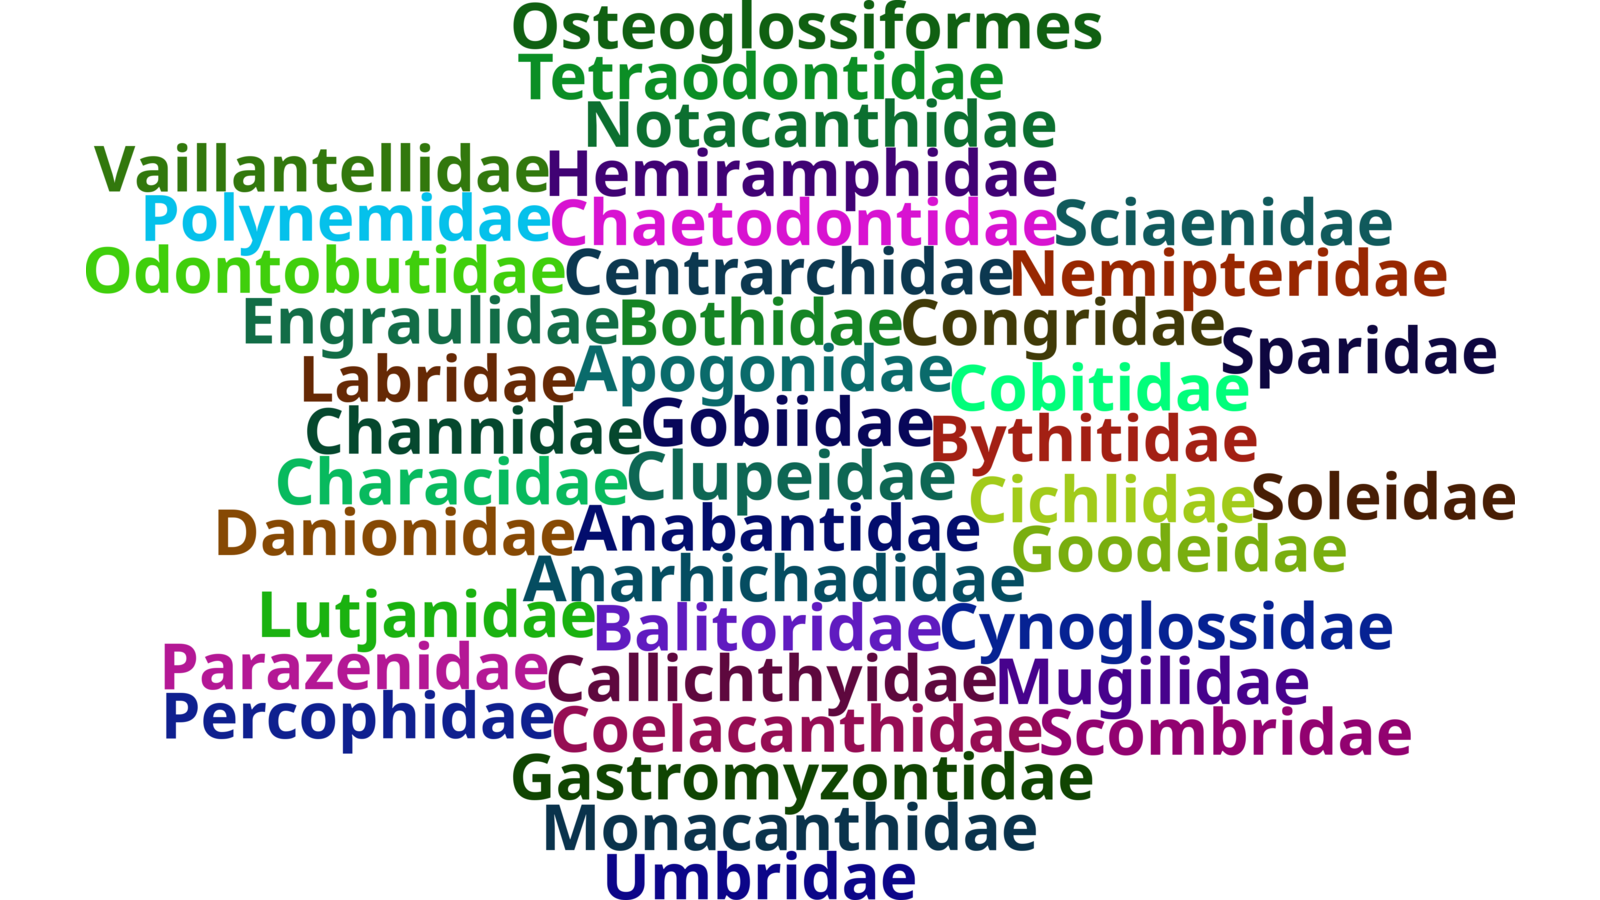 Osteoglossiformes
Tetraodontidae
Notacanthidae
Vaillantellidae Hemiramphidae
Polynemidae Chaetodontidae Sciaenidae
Odontobutidae Centrarchidae Nemipteridae
Engraulidae Bothidae Congridae Sparidae
Labridae Apogonidae Cobitidae
Channidae Gobiidae Bythitidae
Characidae Clupeidae Cichlidae Soleidae
Danionidae Anabantidae Goodeidae
Anarhichadidae
Lutjanidae Balitoridae Cynoglossidae
Parazenidae Callichthyidae Mugilidae
Percophidae Coelacanthidae Scombridae
Gastromyzontidae
Monacanthidae
Umbridae